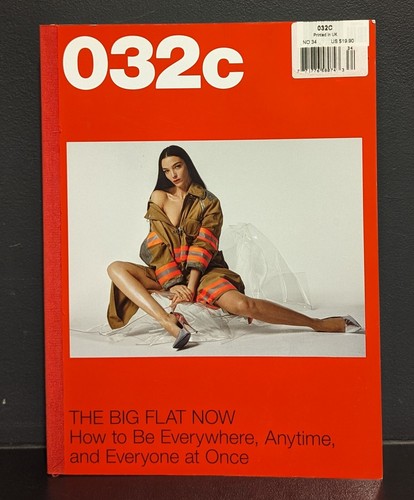 032c
032C
Printed in UK
NO 34 US $19.90
34
THE BIG FLAT NOW
How to Be Everywhere, Anytime,
and Everyone at Once